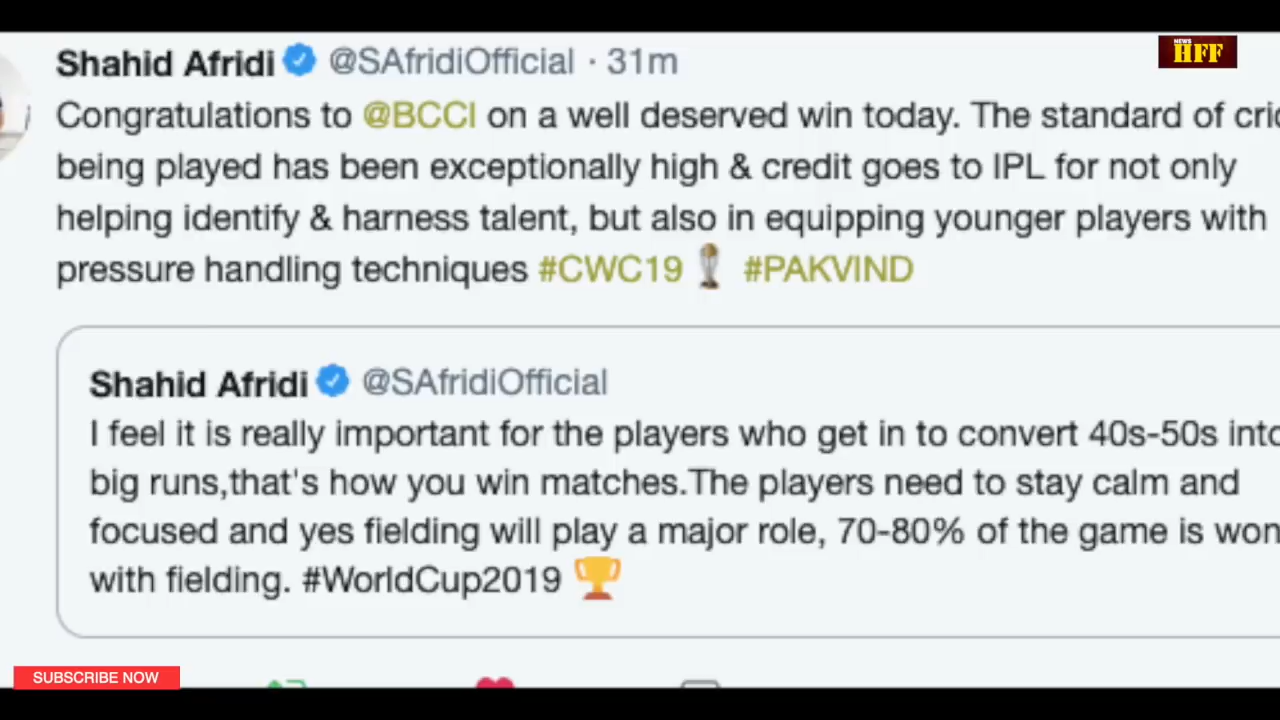 NEWS
HFF
Shahid Afridi @SAfridiOfficial · 31m
Congratulations to @BCCI on a well deserved win today. The standard of
being played has been exceptionally high & credit goes to IPL for not only
helping identify & harness talent, but also in equipping younger players with
pressure handling techniques #CWC19 #PAKVIND
Shahid Afridi @SAfridiOfficial
I feel it is really important for the players who get in to convert 40s-50s into
big runs,that's how you win matches.The players need to stay calm and
focused and yes fielding will play a major role, 70-80% of the game is won
with fielding. #WorldCup2019
SUBSCRIBE NOW